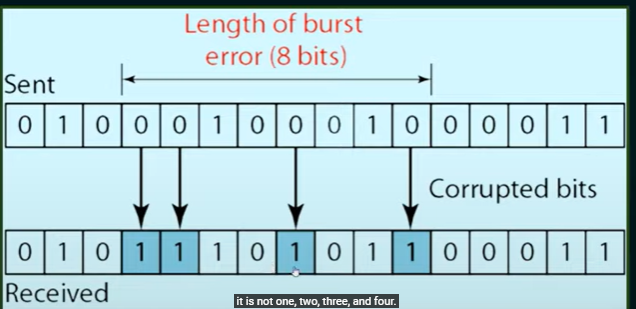 Length of burst
error (8 bits)
Sent
0 1 0 0 0 1 0 0 0 1 0 0 0 0 1 1
Corrupted bits
0 1 0 1 1 1 0 1 0 1 1 0 0 0 1 1
Received
it is not one, two, three, and four.